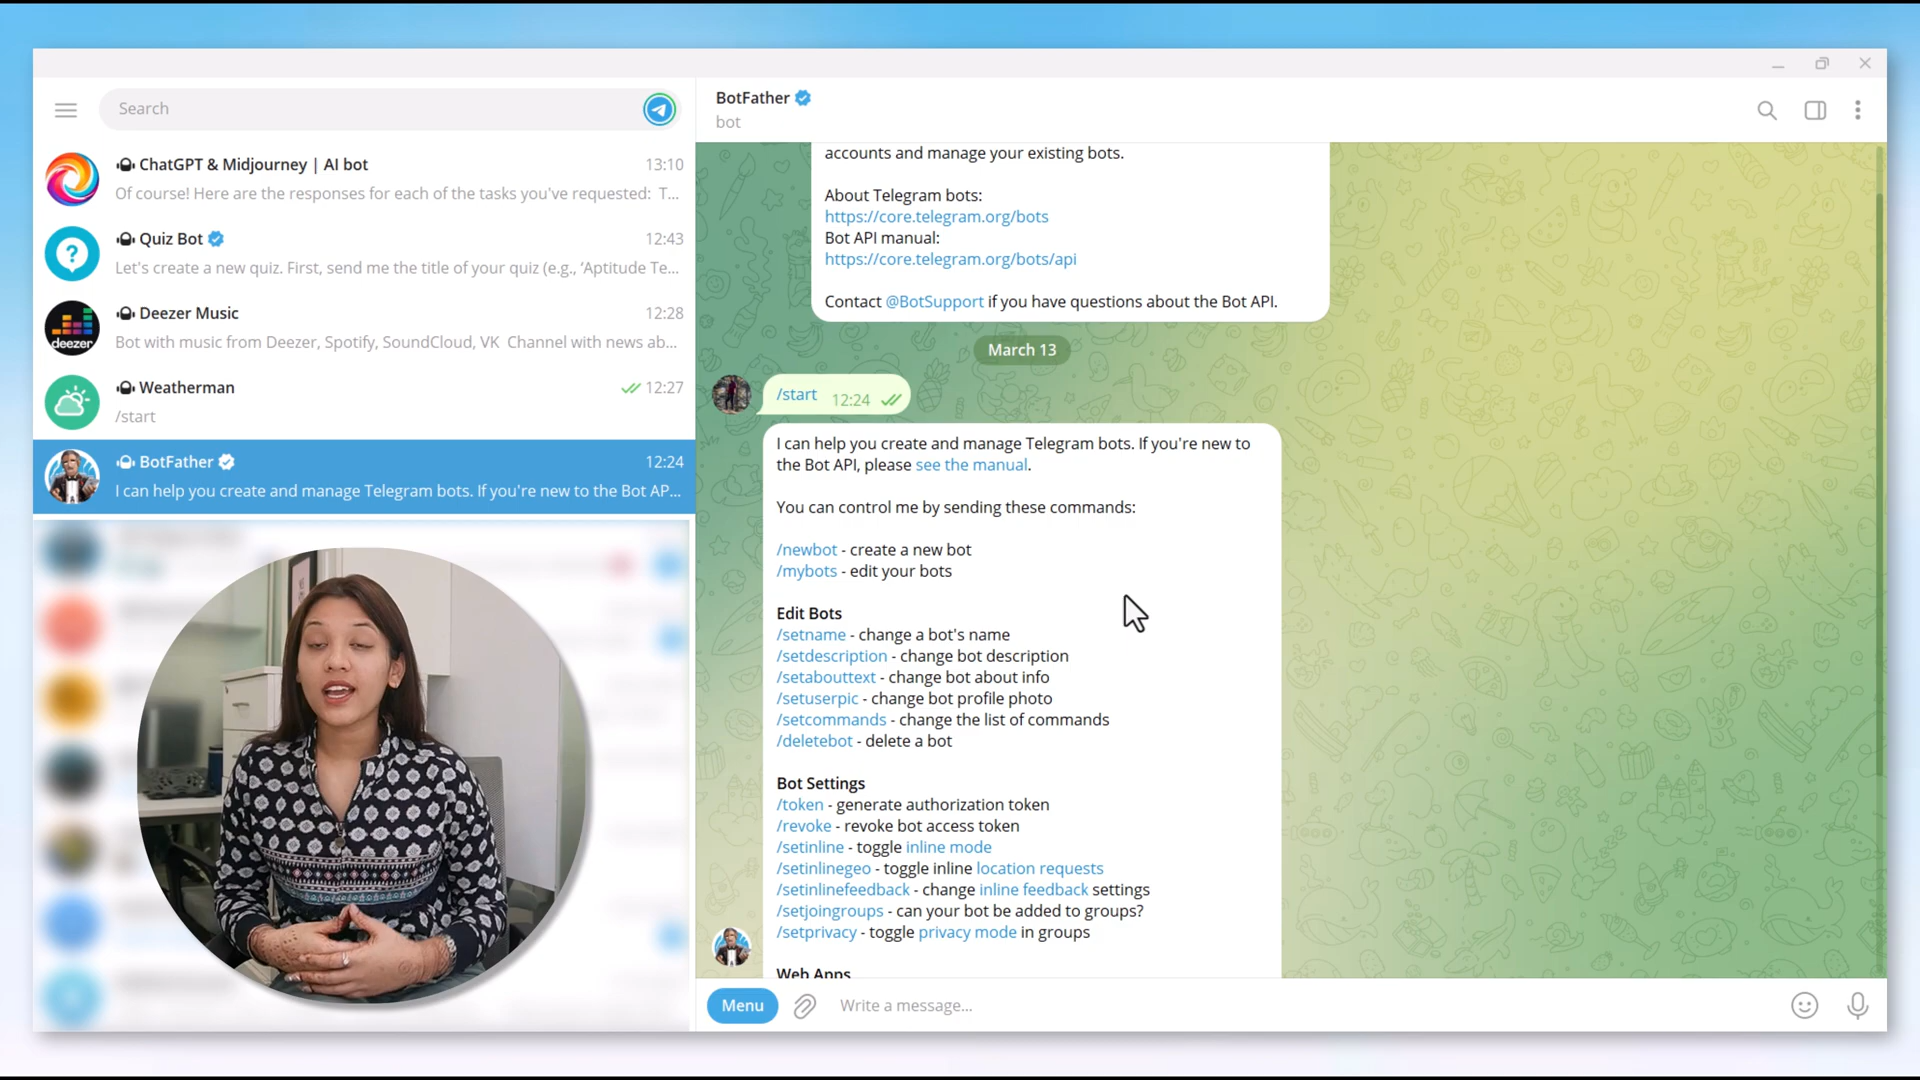 Search
ChatGPT & Midjourney | AI bot 13:10
Of course! Here are the responses for each of the tasks you've requested: T...
Quiz Bot 12:43
Let's create a new quiz. First, send me the title of your quiz (e.g., ‘Aptitude Te...
deezer
Deezer Music 12:28
Bot with music from Deezer, Spotify, SoundCloud, VK Channel with news ab...
Weatherman 12:27
/start
BotFather 12:24
I can help you create and manage Telegram bots. If you're new to the Bot AP...
BotFather
bot
accounts and manage your existing bots.
About Telegram bots:
https://core.telegram.org/bots
Bot API manual:
https://core.telegram.org/bots/api
Contact @BotSupport if you have questions about the Bot API.
March 13
/start 12:24
I can help you create and manage Telegram bots. If you're new to
the Bot API, please see the manual.
You can control me by sending these commands:
/newbot - create a new bot
/mybots - edit your bots
Edit Bots
/setname - change a bot's name
/setdescription - change bot description
/setabouttext - change bot about info
/setuserpic - change bot profile photo
/setcommands - change the list of commands
/deletebot - delete a bot
Bot Settings
/token - generate authorization token
/revoke - revoke bot access token
/setinline - toggle inline mode
/setinlinegeo - toggle inline location requests
/setinlinefeedback - change inline feedback settings
/setjoingroups - can your bot be added to groups?
/setprivacy - toggle privacy mode in groups
Web Apps
Menu
Write a message...